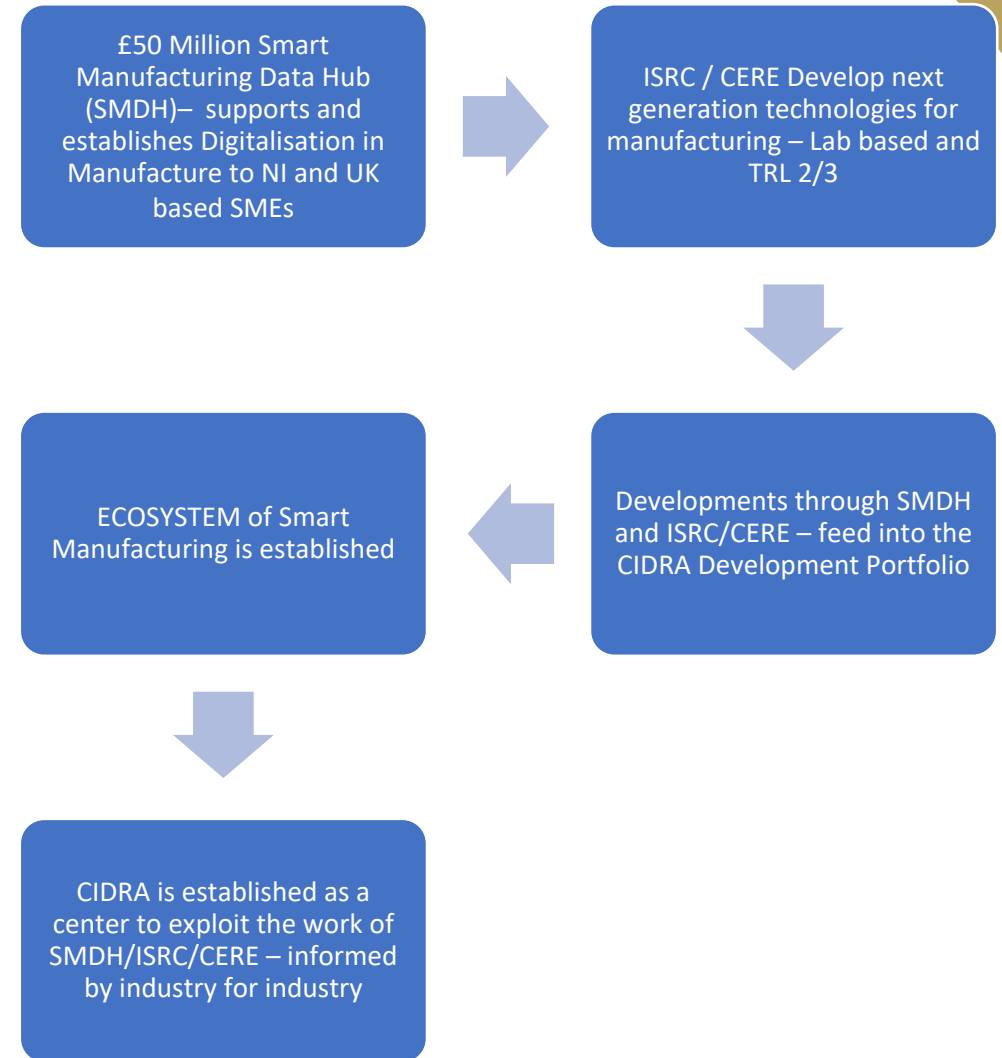 £50 Million Smart
Manufacturing Data Hub
(SMDH)– supports and
establishes Digitalisation in
Manufacture to NI and UK
based SMEs
ISRC / CERE Develop next
generation technologies for
manufacturing – Lab based and
TRL 2/3
Developments through SMDH
and ISRC/CERE – feed into the
CIDRA Development Portfolio
ECOSYSTEM of Smart
Manufacturing is established
CIDRA is established as a
center to exploit the work of
SMDH/ISRC/CERE – informed
by industry for industry